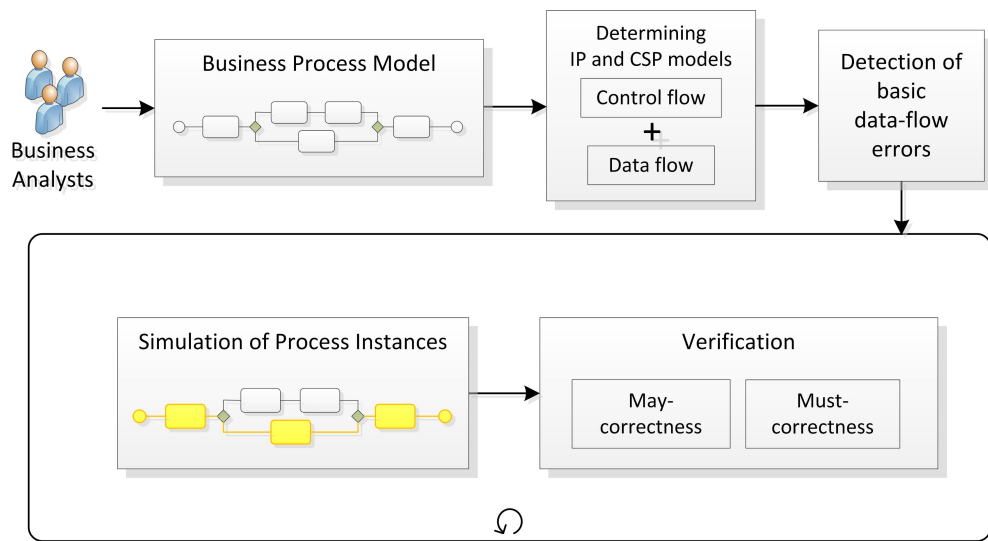 Business
Analysts
Business Process Model
Determining
IP and CSP models
Control flow
+
Data flow
Detection of
basic
data-flow
errors
Simulation of Process Instances
Verification
May-
correctness
Must-
correctness